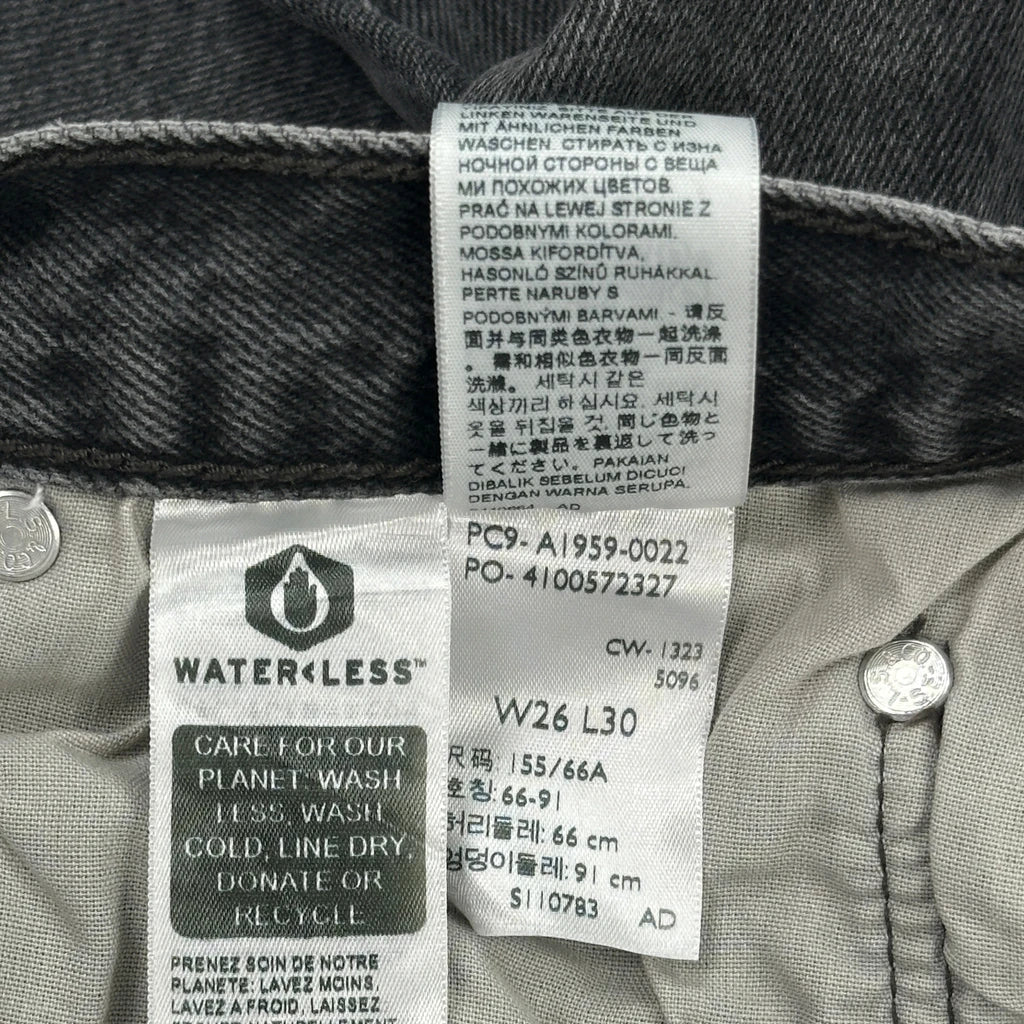 LINKEN WARENSEITE UND
MIT ÄHNLICHEN FARBEN
WASCHEN. СТИРАТЬ С ИЗНА
НОЧНОЙ СТОРОНЫ С ВЕЩА
МИ ПОХОЖИХ ЦВЕТОВ.
PRAĆ NA LEWEJ STRONIE Z
PODOBNYMI KOLORAMI.
MOSSA KIFORDÍTVA,
HASONLÓ SZÍNŰ RUHÁKKAL.
PERTE NARUBY S
PODOBNÝMI BARVAMI. - 请反
面并与同类色衣物一起洗涤
。需和相似色衣物一同反面
洗滌。 세탁시 같은
색상끼리 하십시요. 세탁시
옷을 뒤집을 것. 同じ色物と
一緒に製品を裏返して洗っ
てください。 PAKAIAN
DIBALIK SEBELUM DICUCI
DENGAN WARNA SERUPA.
AD
PC9- A1959-0022
PO- 4100572327
CW- 1323
5096
W26 L30
尺码: 155/66A
호칭: 66-91
허리둘레: 66 cm
엉덩이둘레: 91 cm
S110783 AD
WATER<LESS™
CARE FOR OUR
PLANET: WASH
LESS, WASH
COLD, LINE DRY,
DONATE OR
RECYCLE
PRENEZ SOIN DE NOTRE
PLANETE: LAVEZ MOINS,
LAVEZ A FROID, LAISSEZ